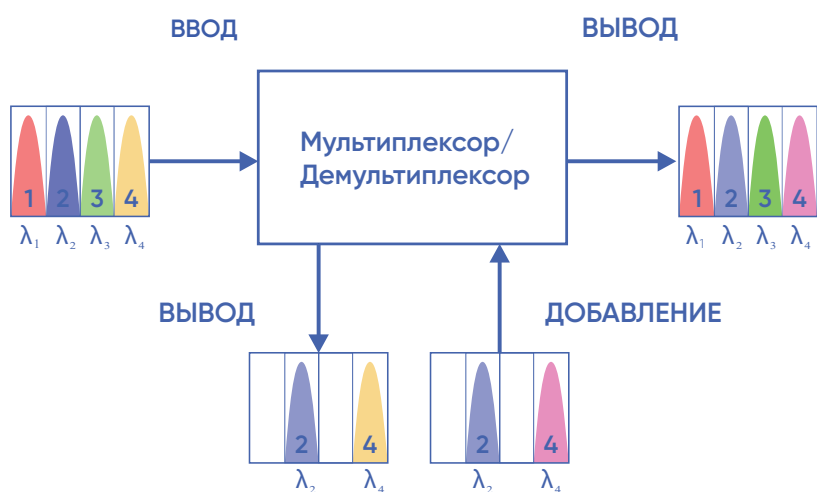 ВВОД
ВЫВОД
Мультиплексор/
Демультиплексор
1 2 3 4
λ₁ λ₂ λ₃ λ₄
1 2 3 4
λ₁ λ₂ λ₃ λ₄
ВЫВОД
ДОБАВЛЕНИЕ
2 4
λ₂ λ₄
2 4
λ₂ λ₄